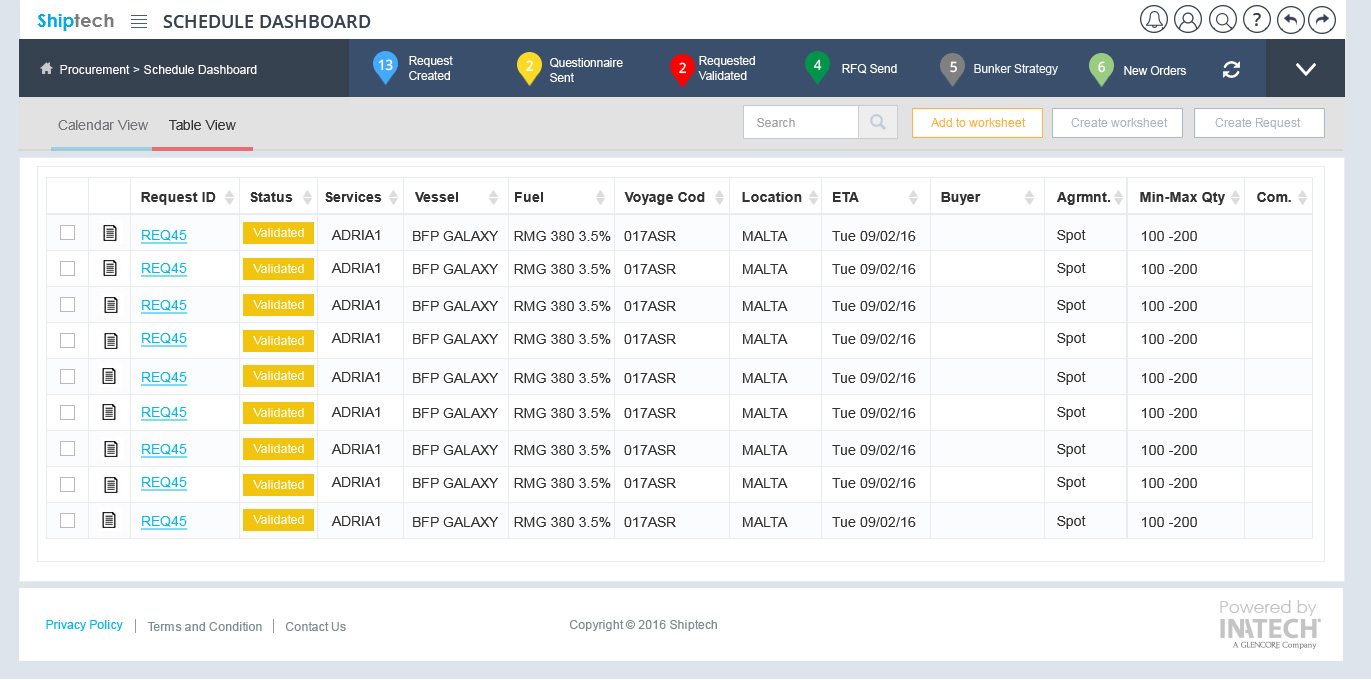 Shiptech SCHEDULE DASHBOARD ?
Procurement > Schedule Dashboard 13 Request Created 2 Questionnaire Sent 2 Requested Validated 4 RFQ Send 5 Bunker Strategy 6 New Orders
Calendar View Table View Search Add to worksheet Create worksheet Create Request
Request ID Status Services Vessel Fuel Voyage Cod Location ETA Buyer Agrmnt. Min-Max Qty Com.
REQ45 Validated ADRIA1 BFP GALAXY RMG 380 3.5% 017ASR MALTA Tue 09/02/16 Spot 100 -200
REQ45 Validated ADRIA1 BFP GALAXY RMG 380 3.5% 017ASR MALTA Tue 09/02/16 Spot 100 -200
REQ45 Validated ADRIA1 BFP GALAXY RMG 380 3.5% 017ASR MALTA Tue 09/02/16 Spot 100 -200
REQ45 Validated ADRIA1 BFP GALAXY RMG 380 3.5% 017ASR MALTA Tue 09/02/16 Spot 100 -200
REQ45 Validated ADRIA1 BFP GALAXY RMG 380 3.5% 017ASR MALTA Tue 09/02/16 Spot 100 -200
REQ45 Validated ADRIA1 BFP GALAXY RMG 380 3.5% 017ASR MALTA Tue 09/02/16 Spot 100 -200
REQ45 Validated ADRIA1 BFP GALAXY RMG 380 3.5% 017ASR MALTA Tue 09/02/16 Spot 100 -200
REQ45 Validated ADRIA1 BFP GALAXY RMG 380 3.5% 017ASR MALTA Tue 09/02/16 Spot 100 -200
REQ45 Validated ADRIA1 BFP GALAXY RMG 380 3.5% 017ASR MALTA Tue 09/02/16 Spot 100 -200
Privacy Policy | Terms and Condition | Contact Us Copyright © 2016 Shiptech
Powered by
INATECH
A GLENCORE Company